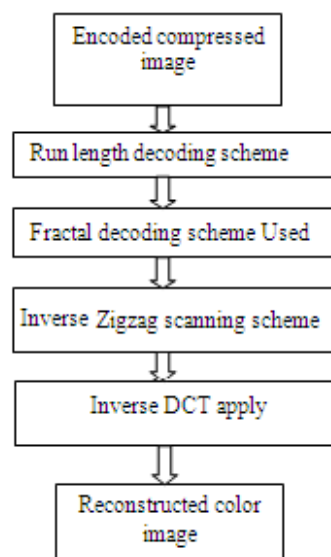 Encoded compressed
image
Run length decoding scheme
Fractal decoding scheme Used
Inverse Zigzag scanning scheme
Inverse DCT apply
Reconstructed color
image